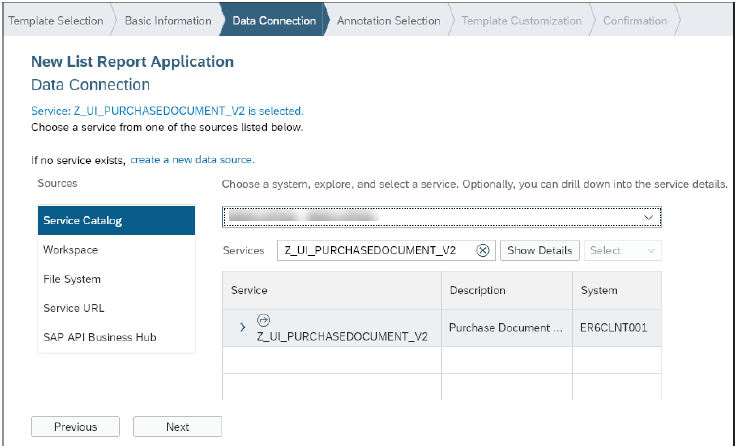 Template Selection Basic Information Data Connection Annotation Selection Template Customization Confirmation
New List Report Application
Data Connection
Service: Z_UI_PURCHASEDOCUMENT_V2 is selected.
Choose a service from one of the sources listed below.
If no service exists, create a new data source.
Sources
Service Catalog
Workspace
File System
Service URL
SAP API Business Hub
Choose a system, explore, and select a service. Optionally, you can drill down into the service details.
Services Z_UI_PURCHASEDOCUMENT_V2 Show Details Select
Service Description System
Z_UI_PURCHASEDOCUMENT_V2 Purchase Document ... ER6CLNT001
Previous Next